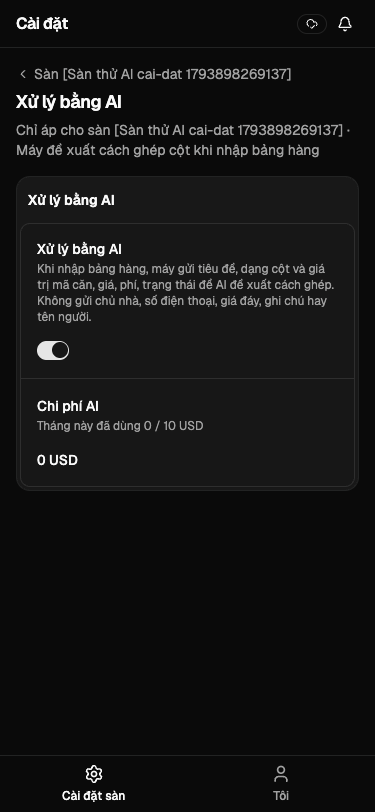 Cài đặt
Sàn [Sàn thử AI cai-dat 1793898269137]
Xử lý bằng AI
Chỉ áp cho sàn [Sàn thử AI cai-dat 1793898269137] ·
Máy đề xuất cách ghép cột khi nhập bảng hàng
Xử lý bằng AI
Xử lý bằng AI
Khi nhập bảng hàng, máy gửi tiêu đề, dạng cột và giá
trị mã căn, giá, phí, trạng thái để AI đề xuất cách ghép.
Không gửi chủ nhà, số điện thoại, giá đáy, ghi chú hay
tên người.
Chi phí AI
Tháng này đã dùng 0 / 10 USD
0 USD
Cài đặt sàn
Tôi